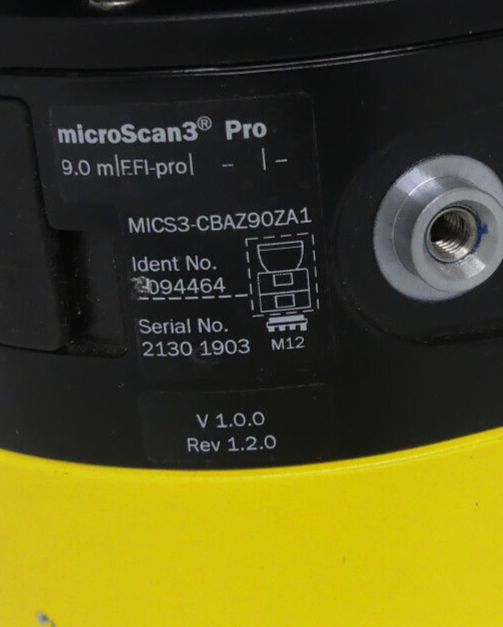 microScan3® Pro
9.0 m|EFI-pro| – | –
MICS3-CBAZ90ZA1
Ident No.
094464
Serial No.
2130 1903
M12
V 1.0.0
Rev 1.2.0